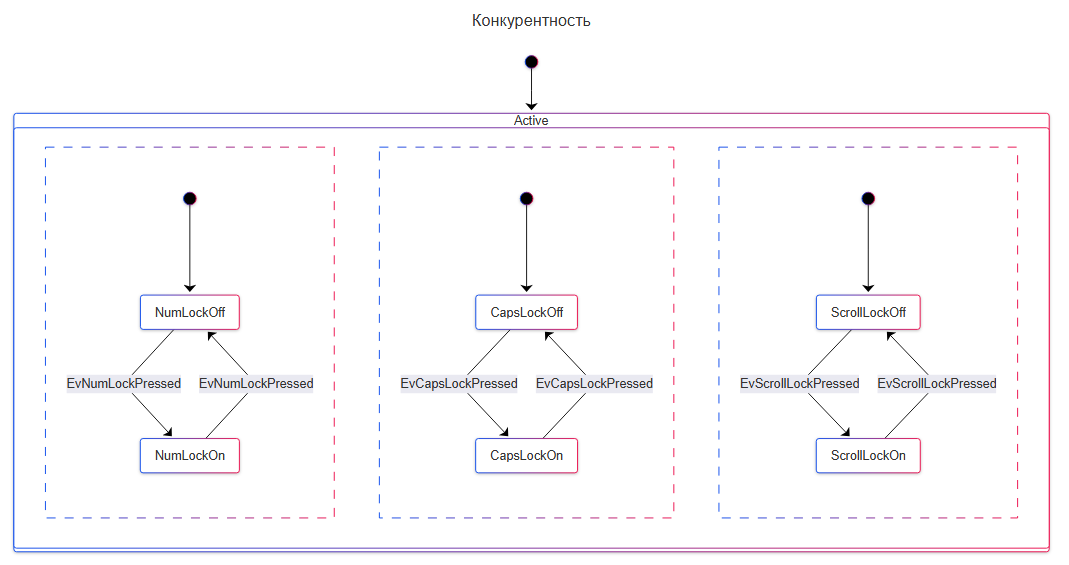 Конкурентность
Active
NumLockOff
CapsLockOff
ScrollLockOff
EvNumLockPressed
EvNumLockPressed
EvCapsLockPressed
EvCapsLockPressed
EvScrollLockPressed
EvScrollLockPressed
NumLockOn
CapsLockOn
ScrollLockOn